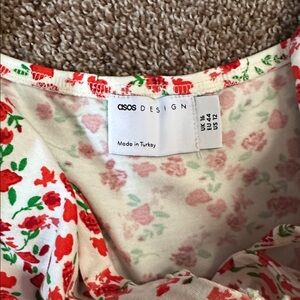 asos DESIGN
Made in Turkey
UK 16
EU 44
US 12